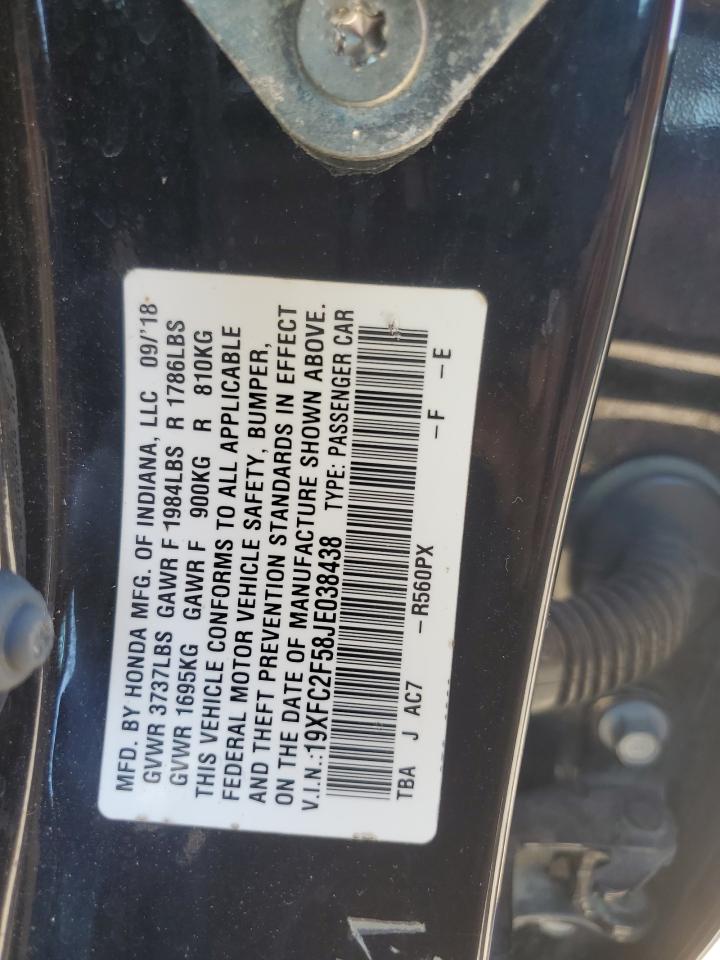 MFD. BY HONDA MFG. OF INDIANA, LLC 09/'18
GVWR 3737LBS GAWR F 1984LBS R 1786LBS
GVWR 1695KG GAWR F 900KG R 810KG
THIS VEHICLE CONFORMS TO ALL APPLICABLE
FEDERAL MOTOR VEHICLE SAFETY, BUMPER,
AND THEFT PREVENTION STANDARDS IN EFFECT
ON THE DATE OF MANUFACTURE SHOWN ABOVE.
V.I.N.:19XFC2F58JE038438 TYPE: PASSENGER CAR
TBA J AC7 -R560PX -F -E